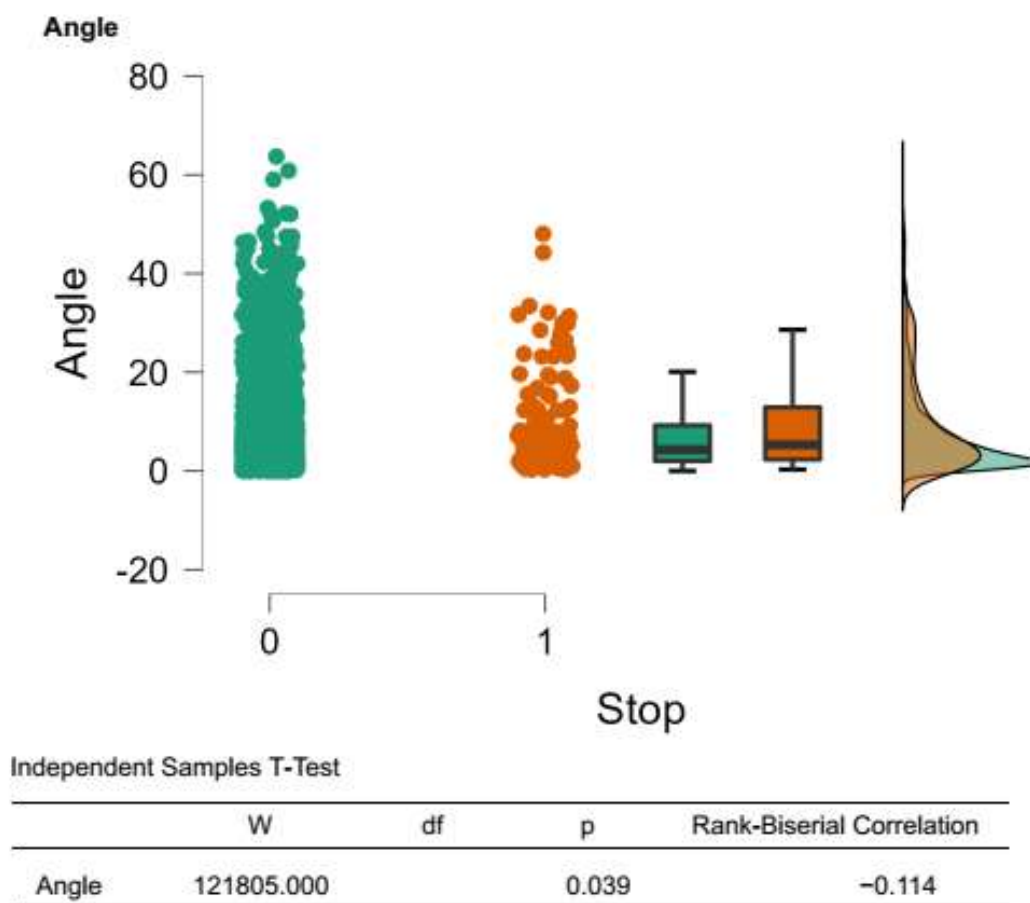 Angle
80
60
40
20
0
-20
Angle
0 1
Stop
Independent Samples T-Test
W df p Rank-Biserial Correlation
Angle 121805.000 0.039 −0.114